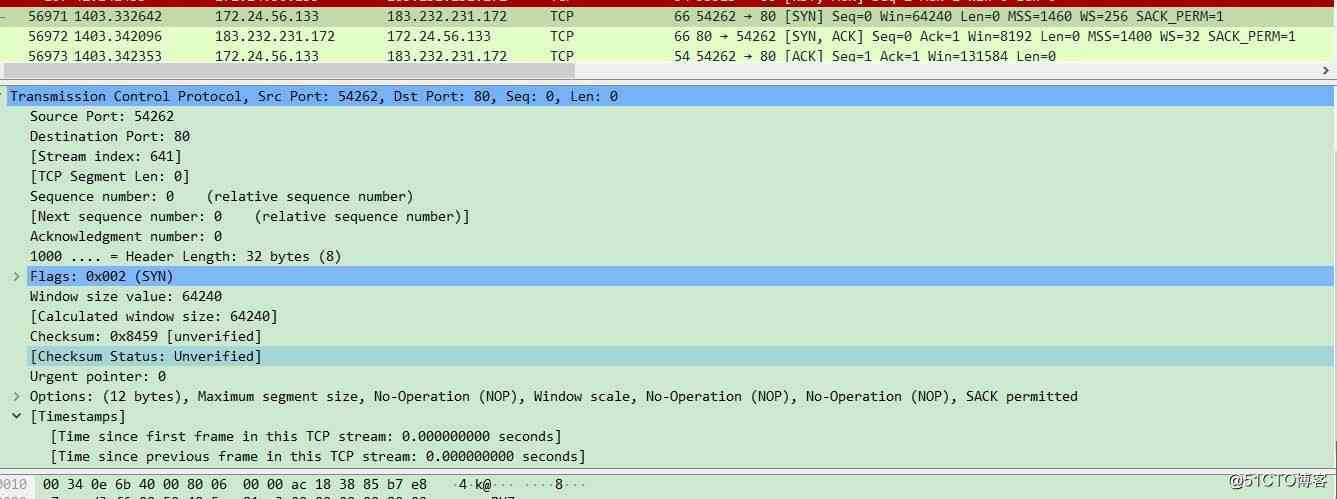 56971 1403.332642 172.24.56.133 183.232.231.172 TCP 66 54262 → 80 [SYN] Seq=0 Win=64240 Len=0 MSS=1460 WS=256 SACK_PERM=1
56972 1403.342096 183.232.231.172 172.24.56.133 TCP 66 80 → 54262 [SYN, ACK] Seq=0 Ack=1 Win=8192 Len=0 MSS=1400 WS=32 SACK_PERM=1
56973 1403.342353 172.24.56.133 183.232.231.172 TCP 54 54262 → 80 [ACK] Seq=1 Ack=1 Win=131584 Len=0
Transmission Control Protocol, Src Port: 54262, Dst Port: 80, Seq: 0, Len: 0
Source Port: 54262
Destination Port: 80
[Stream index: 641]
[TCP Segment Len: 0]
Sequence number: 0 (relative sequence number)
[Next sequence number: 0 (relative sequence number)]
Acknowledgment number: 0
1000 .... = Header Length: 32 bytes (8)
Flags: 0x002 (SYN)
Window size value: 64240
[Calculated window size: 64240]
Checksum: 0x8459 [unverified]
[Checksum Status: Unverified]
Urgent pointer: 0
Options: (12 bytes), Maximum segment size, No-Operation (NOP), Window scale, No-Operation (NOP), No-Operation (NOP), SACK permitted
[Timestamps]
[Time since first frame in this TCP stream: 0.000000000 seconds]
[Time since previous frame in this TCP stream: 0.000000000 seconds]
0010 00 34 0e 6b 40 00 80 06 00 00 ac 18 38 85 b7 e8 ·4·k@··· ····8···
@51CTO博客